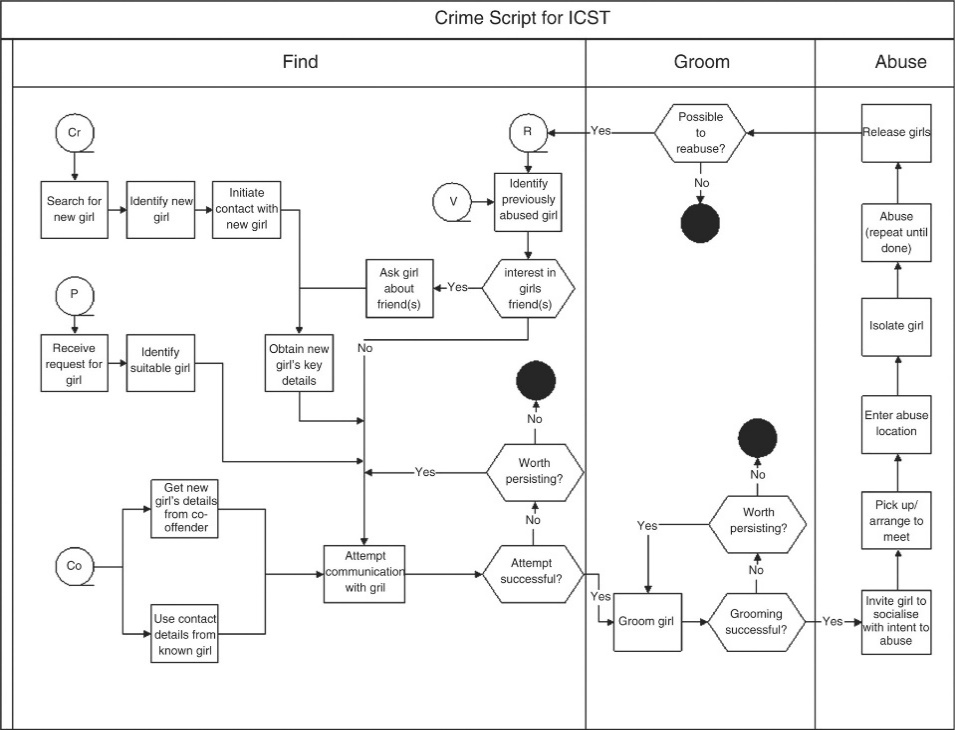 Crime Script for ICST
Find
Groom
Abuse
Cr
Search for
new girl
Identify new
girl
Initiate
contact with
new girl
R
V
Identify
previously
abused girl
interest in
girls
friend(s)
Yes
Ask girl
about
friend(s)
No
Obtain new
girl's key
details
P
Receive
request for
girl
Identify
suitable girl
Co
Get new
girl's details
from co-
offender
Use contact
details from
known girl
Attempt
communication
with gril
Attempt
successful?
No
Worth
persisting?
Yes
No
Yes
Groom girl
Grooming
successful?
No
Worth
persisting?
Yes
No
Yes
Invite girl to
socialise
with intent to
abuse
Pick up/
arrange to
meet
Enter abuse
location
Isolate girl
Abuse
(repeat until
done)
Release girls
Possible
to
reabuse?
Yes
No